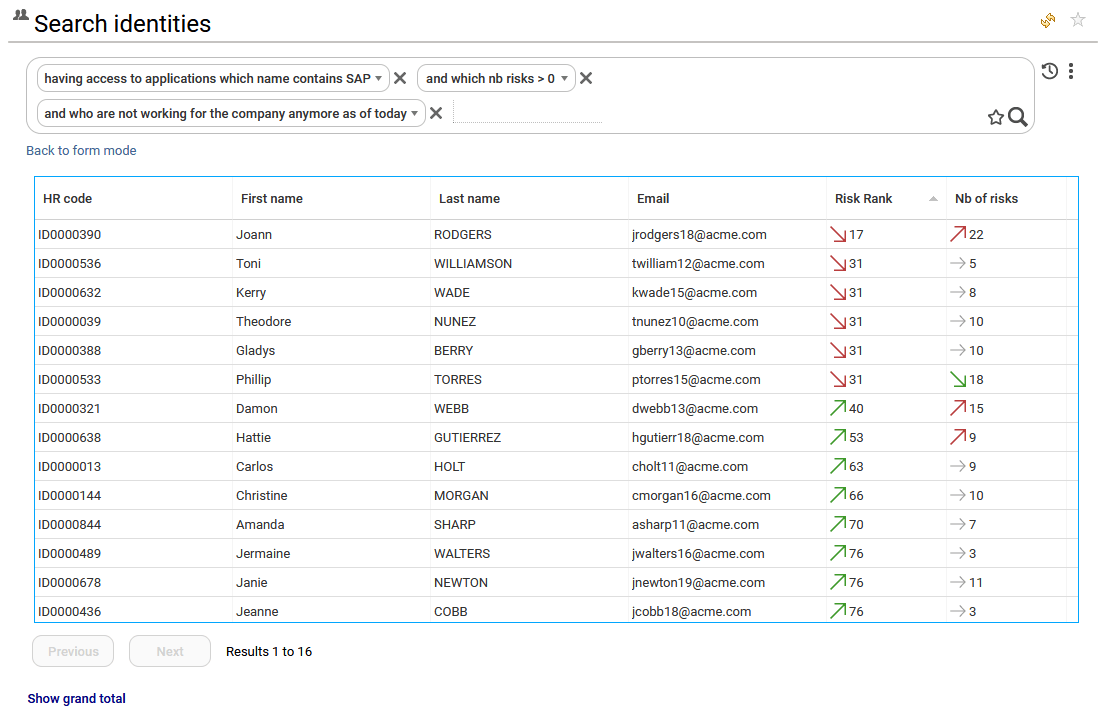 Search identities
having access to applications which name contains SAP and which nb risks > 0
and who are not working for the company anymore as of today
Back to form mode
HR code First name Last name Email Risk Rank Nb of risks
ID0000390 Joann RODGERS jrodgers18@acme.com 17 22
ID0000536 Toni WILLIAMSON twilliam12@acme.com 31 5
ID0000632 Kerry WADE kwade15@acme.com 31 8
ID0000039 Theodore NUNEZ tnunez10@acme.com 31 10
ID0000388 Gladys BERRY gberry13@acme.com 31 10
ID0000533 Phillip TORRES ptorres15@acme.com 31 18
ID0000321 Damon WEBB dwebb13@acme.com 40 15
ID0000638 Hattie GUTIERREZ hgutierr18@acme.com 53 9
ID0000013 Carlos HOLT cholt11@acme.com 63 9
ID0000144 Christine MORGAN cmorgan16@acme.com 66 10
ID0000844 Amanda SHARP asharp11@acme.com 70 7
ID0000489 Jermaine WALTERS jwalters16@acme.com 76 3
ID0000678 Janie NEWTON jnewton19@acme.com 76 11
ID0000436 Jeanne COBB jcobb18@acme.com 76 3
Previous Next Results 1 to 16
Show grand total